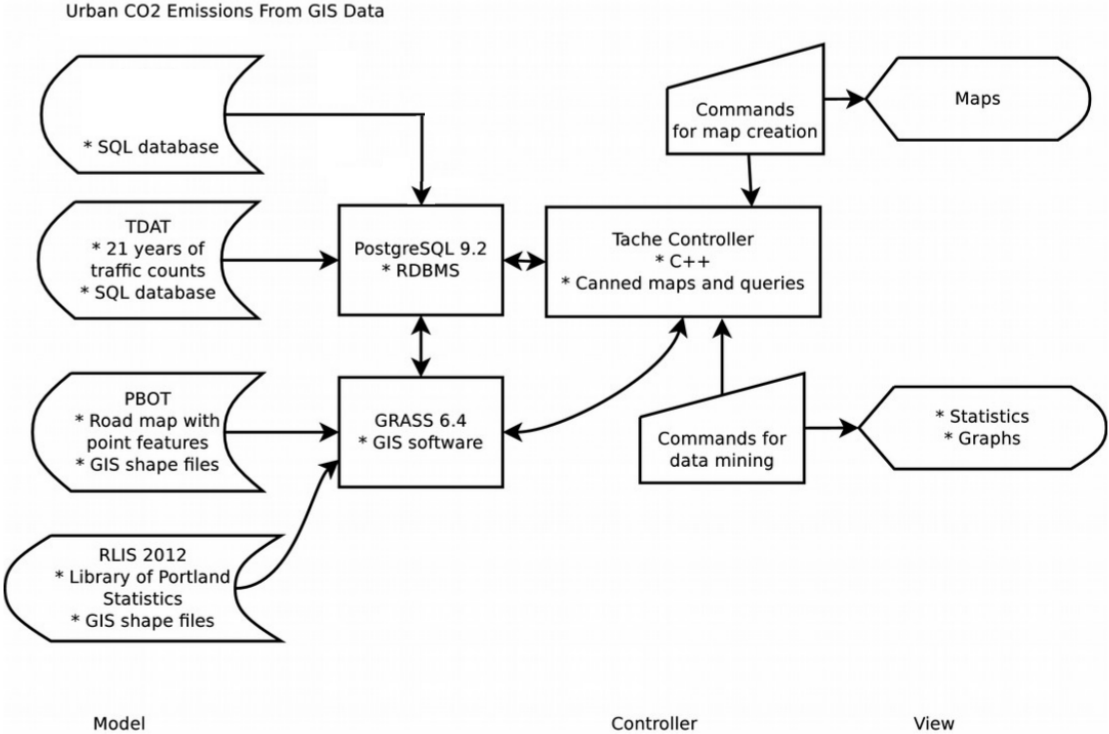 Urban CO2 Emissions From GIS Data
* SQL database
TDAT
* 21 years of
traffic counts
* SQL database
PBOT
* Road map with
point features
* GIS shape files
RLIS 2012
* Library of Portland
Statistics
* GIS shape files
PostgreSQL 9.2
* RDBMS
GRASS 6.4
* GIS software
Commands
for map creation
Tache Controller
* C++
* Canned maps and queries
Commands for
data mining
Maps
* Statistics
* Graphs
Model
Controller
View